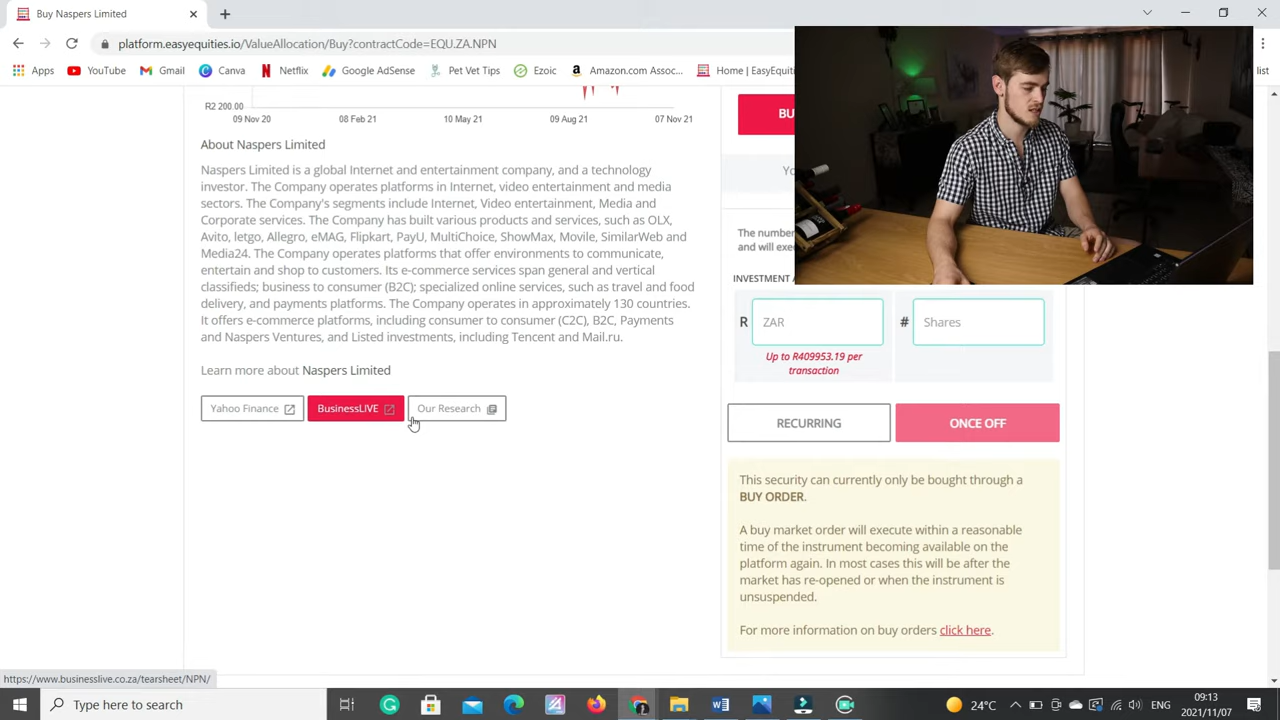 Buy Naspers Limited
platform.easyequities.io/ValueAllocation/Buy?contractCode=EQU.ZA.NPN
Apps YouTube Gmail Canva Netflix Google AdSense Pet Vet Tips Ezoic Amazon.com Assoc... Home | EasyEquiti list
R2 200.00
09 Nov 20 08 Feb 21 10 May 21 09 Aug 21 07 Nov 21
About Naspers Limited
Naspers Limited is a global Internet and entertainment company, and a technology
investor. The Company operates platforms in Internet, video entertainment and media
sectors. The Company's segments include Internet, Video entertainment, Media and
Corporate services. The Company has built various products and services, such as OLX,
Avito, letgo, Allegro, eMAG, Flipkart, PayU, MultiChoice, ShowMax, Movile, SimilarWeb and
Media24. The Company operates platforms that offer environments to communicate,
entertain and shop to customers. Its e-commerce services span general and vertical
classifieds; business to consumer (B2C); specialized online services, such as travel and food
delivery, and payments platforms. The Company operates in approximately 130 countries.
It offers e-commerce platforms, including consumer to consumer (C2C), B2C, Payments
and Naspers Ventures, and Listed investments, including Tencent and Mail.ru.
Learn more about Naspers Limited
Yahoo Finance BusinessLIVE Our Research
BU
Yo
The number
and will exe
INVESTMENT A
R ZAR # Shares
Up to R409953.19 per
transaction
RECURRING ONCE OFF
This security can currently only be bought through a
BUY ORDER.
A buy market order will execute within a reasonable
time of the instrument becoming available on the
platform again. In most cases this will be after the
market has re-opened or when the instrument is
unsuspended.
For more information on buy orders click here.
https://www.businesslive.co.za/tearsheet/NPN/
Type here to search
24°C
ENG
09:13
2021/11/07